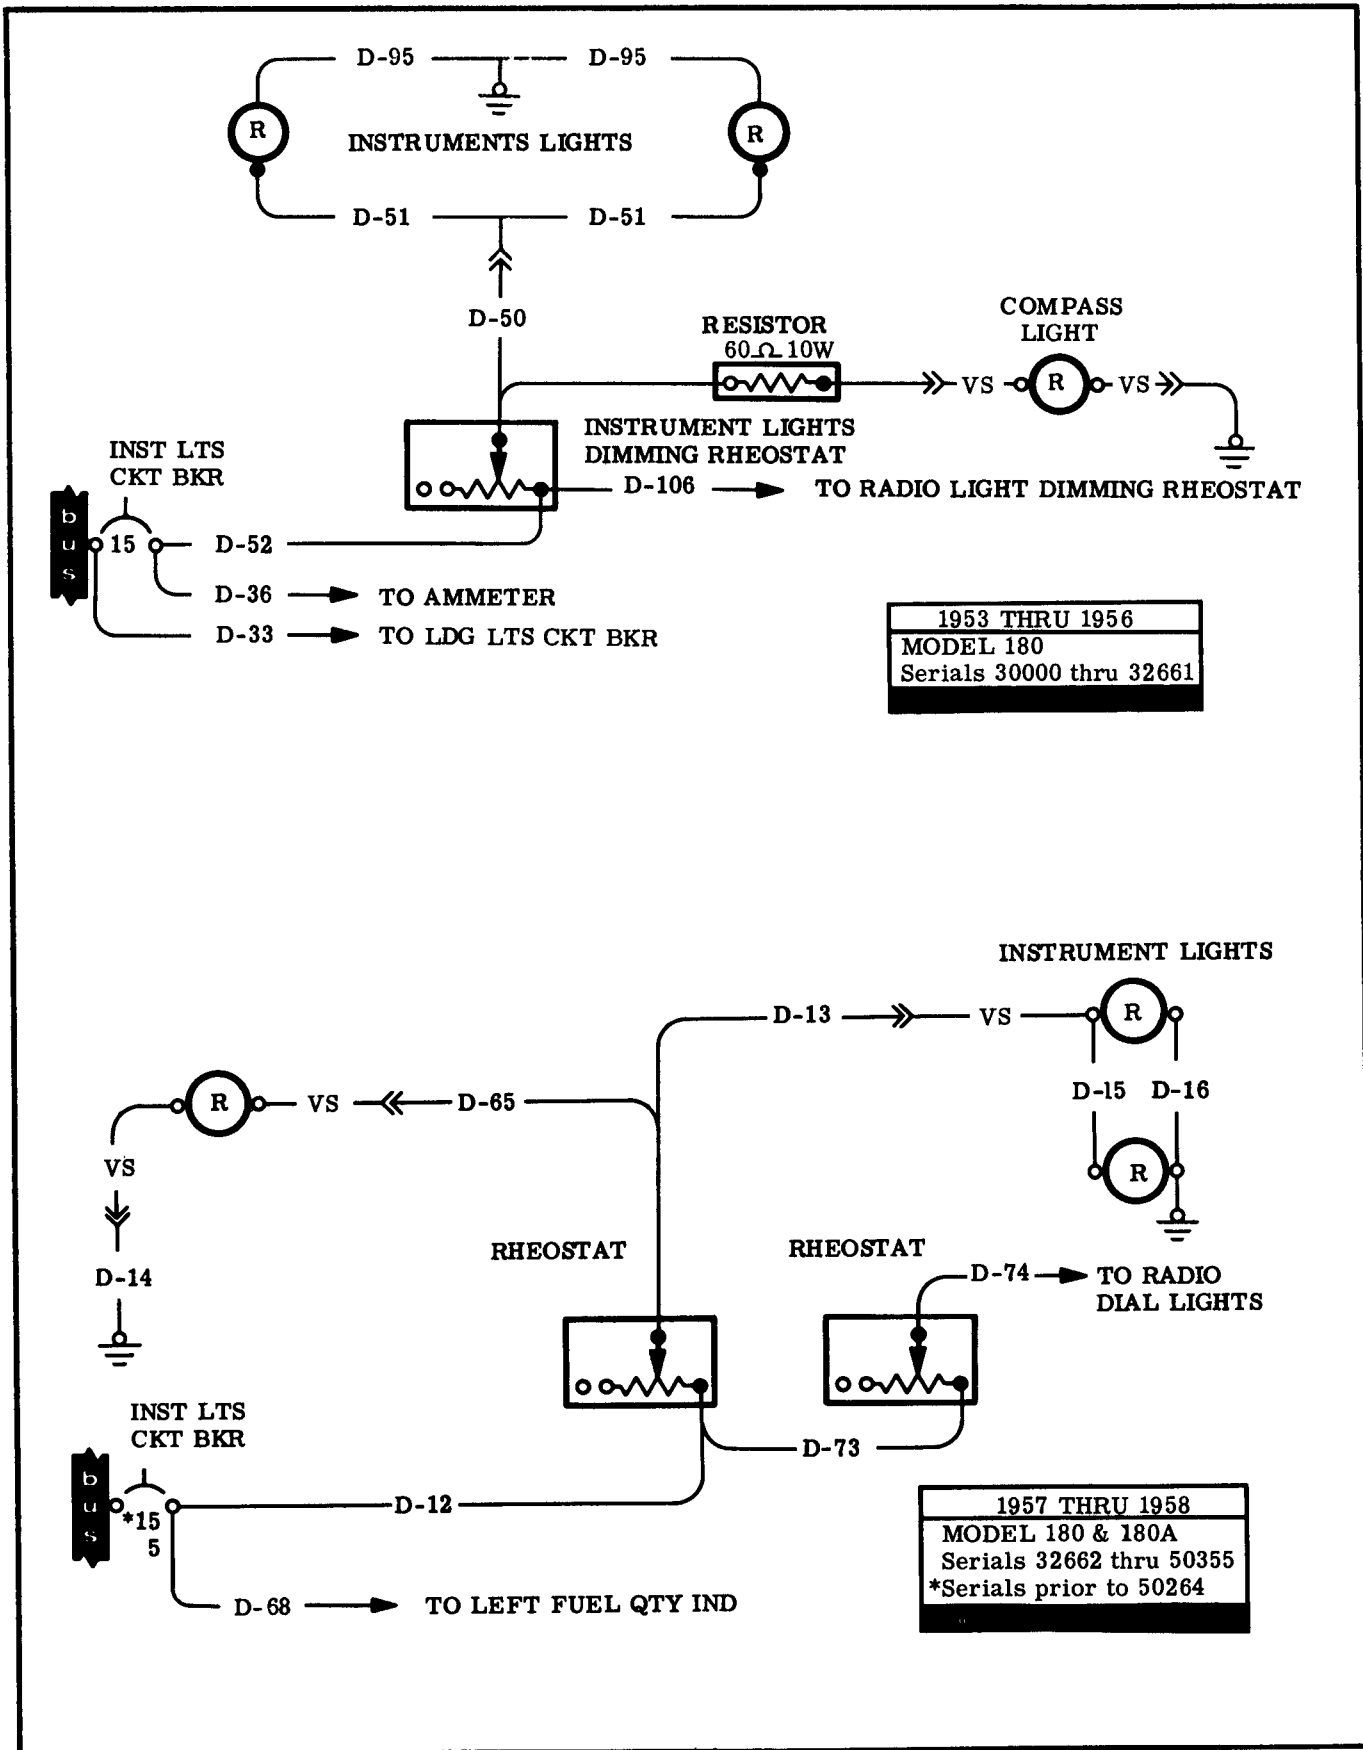 D-95
D-95
R
INSTRUMENTS LIGHTS
R
D-51
D-51
D-50
RESISTOR
60Ω 10W
COMPASS
LIGHT
VS
R
VS
INSTRUMENT LIGHTS
DIMMING RHEOSTAT
D-106
TO RADIO LIGHT DIMMING RHEOSTAT
INST LTS
CKT BKR
bus
15
D-52
D-36
TO AMMETER
D-33
TO LDG LTS CKT BKR
1953 THRU 1956
MODEL 180
Serials 30000 thru 32661
INSTRUMENT LIGHTS
D-13
VS
R
D-15
D-16
R
R
VS
D-65
VS
D-14
RHEOSTAT
RHEOSTAT
D-74
TO RADIO
DIAL LIGHTS
D-73
INST LTS
CKT BKR
bus
*15
5
D-12
D-68
TO LEFT FUEL QTY IND
1957 THRU 1958
MODEL 180 & 180A
Serials 32662 thru 50355
*Serials prior to 50264